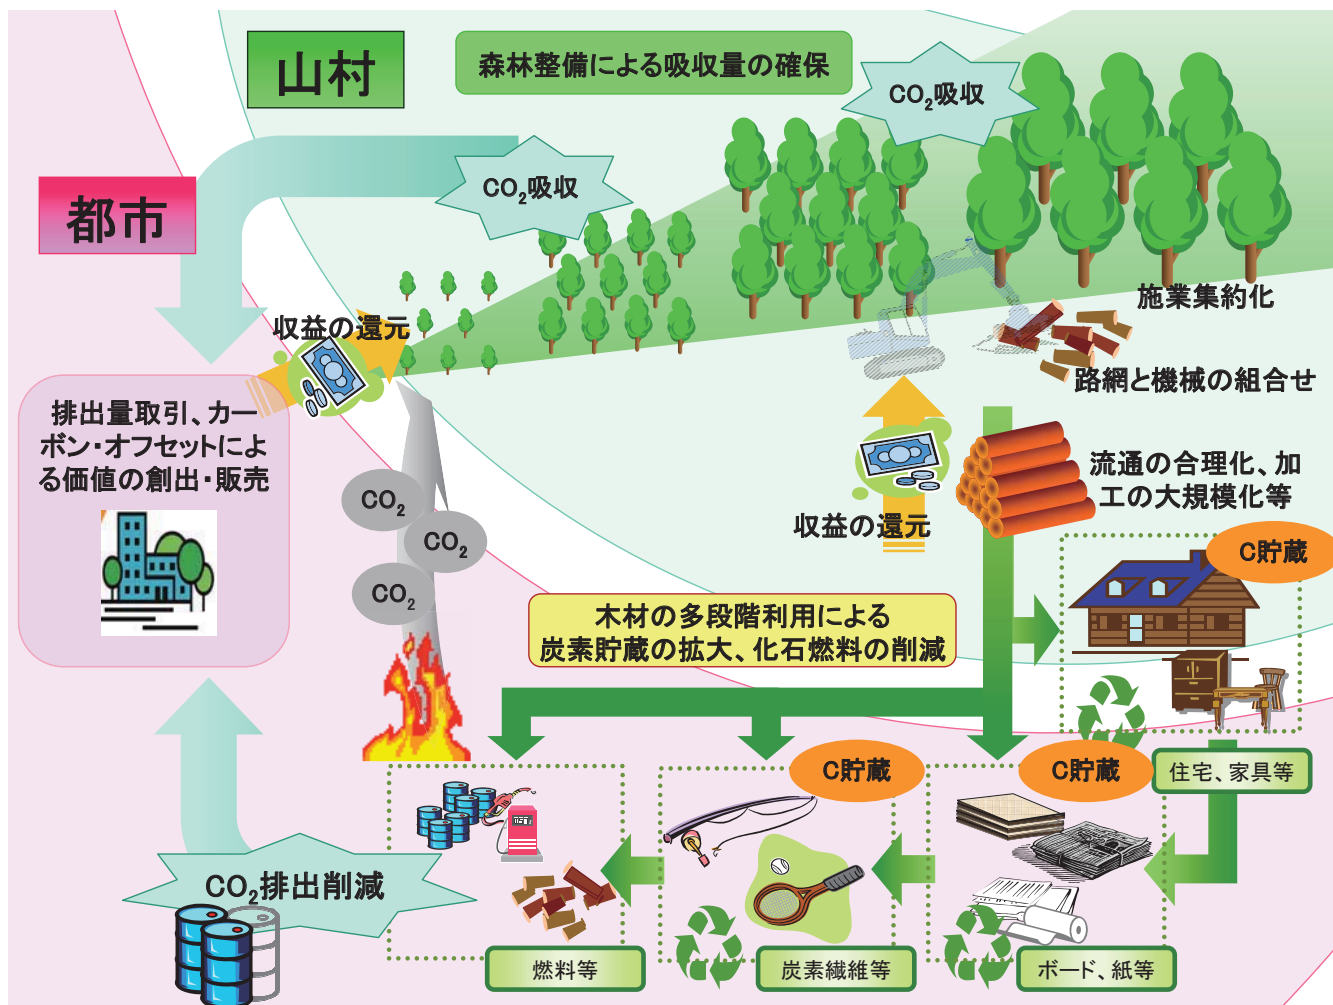 山村
森林整備による吸収量の確保
CO₂吸収
CO₂吸収
都市
施業集約化
収益の還元
路網と機械の組合せ
排出量取引、カー
ボン・オフセットによ
る価値の創出・販売
流通の合理化、加
工の大規模化等
収益の還元
CO₂
CO₂
CO₂
C貯蔵
木材の多段階利用による
炭素貯蔵の拡大、化石燃料の削減
C貯蔵
C貯蔵
住宅、家具等
CO₂排出削減
燃料等
炭素繊維等
ボード、紙等